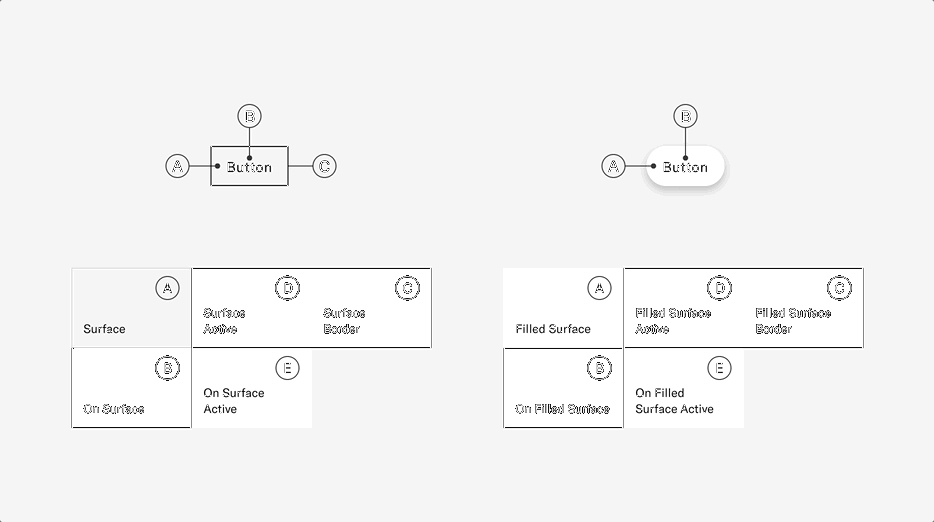 B
A
Button
C
B
A
Button
A
Surface
D
Surface
Active
C
Surface
Border
B
On Surface
E
On Surface
Active
A
Filled Surface
D
Filled Surface
Active
C
Filled Surface
Border
B
On Filled Surface
E
On Filled
Surface Active